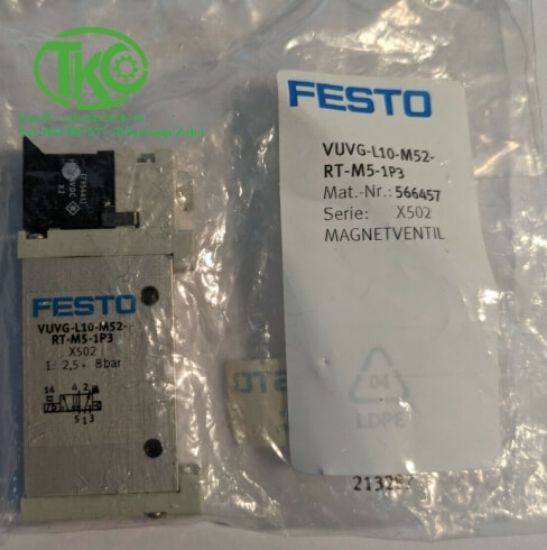 TKC
FESTO
VUVG-L10-M52-
RT-M5-1P3
Mat.-Nr.: 566457
Serie: X502
MAGNETVENTIL
FESTO
VUVG-L10-M52-
RT-M5-1P3
X502
1: 2,5 - 8bar
14 4 2
5 1 3
04
LDPE